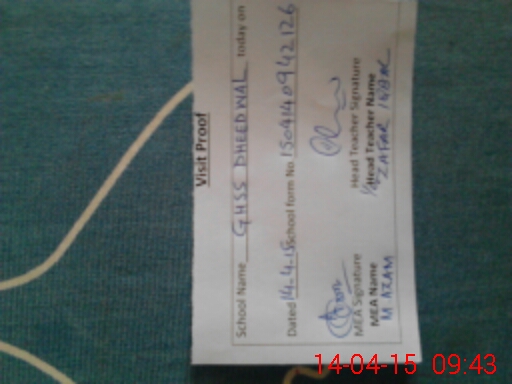 Visit Proof
School Name GHSS DHEEDWAL today on
Dated 14-4-15 School form No 1504140942126
MEA Signature Head Teacher Signature
MEA Name Head Teacher Name
M AZAM ZAFAR IQBAL
14-04-15 09:43